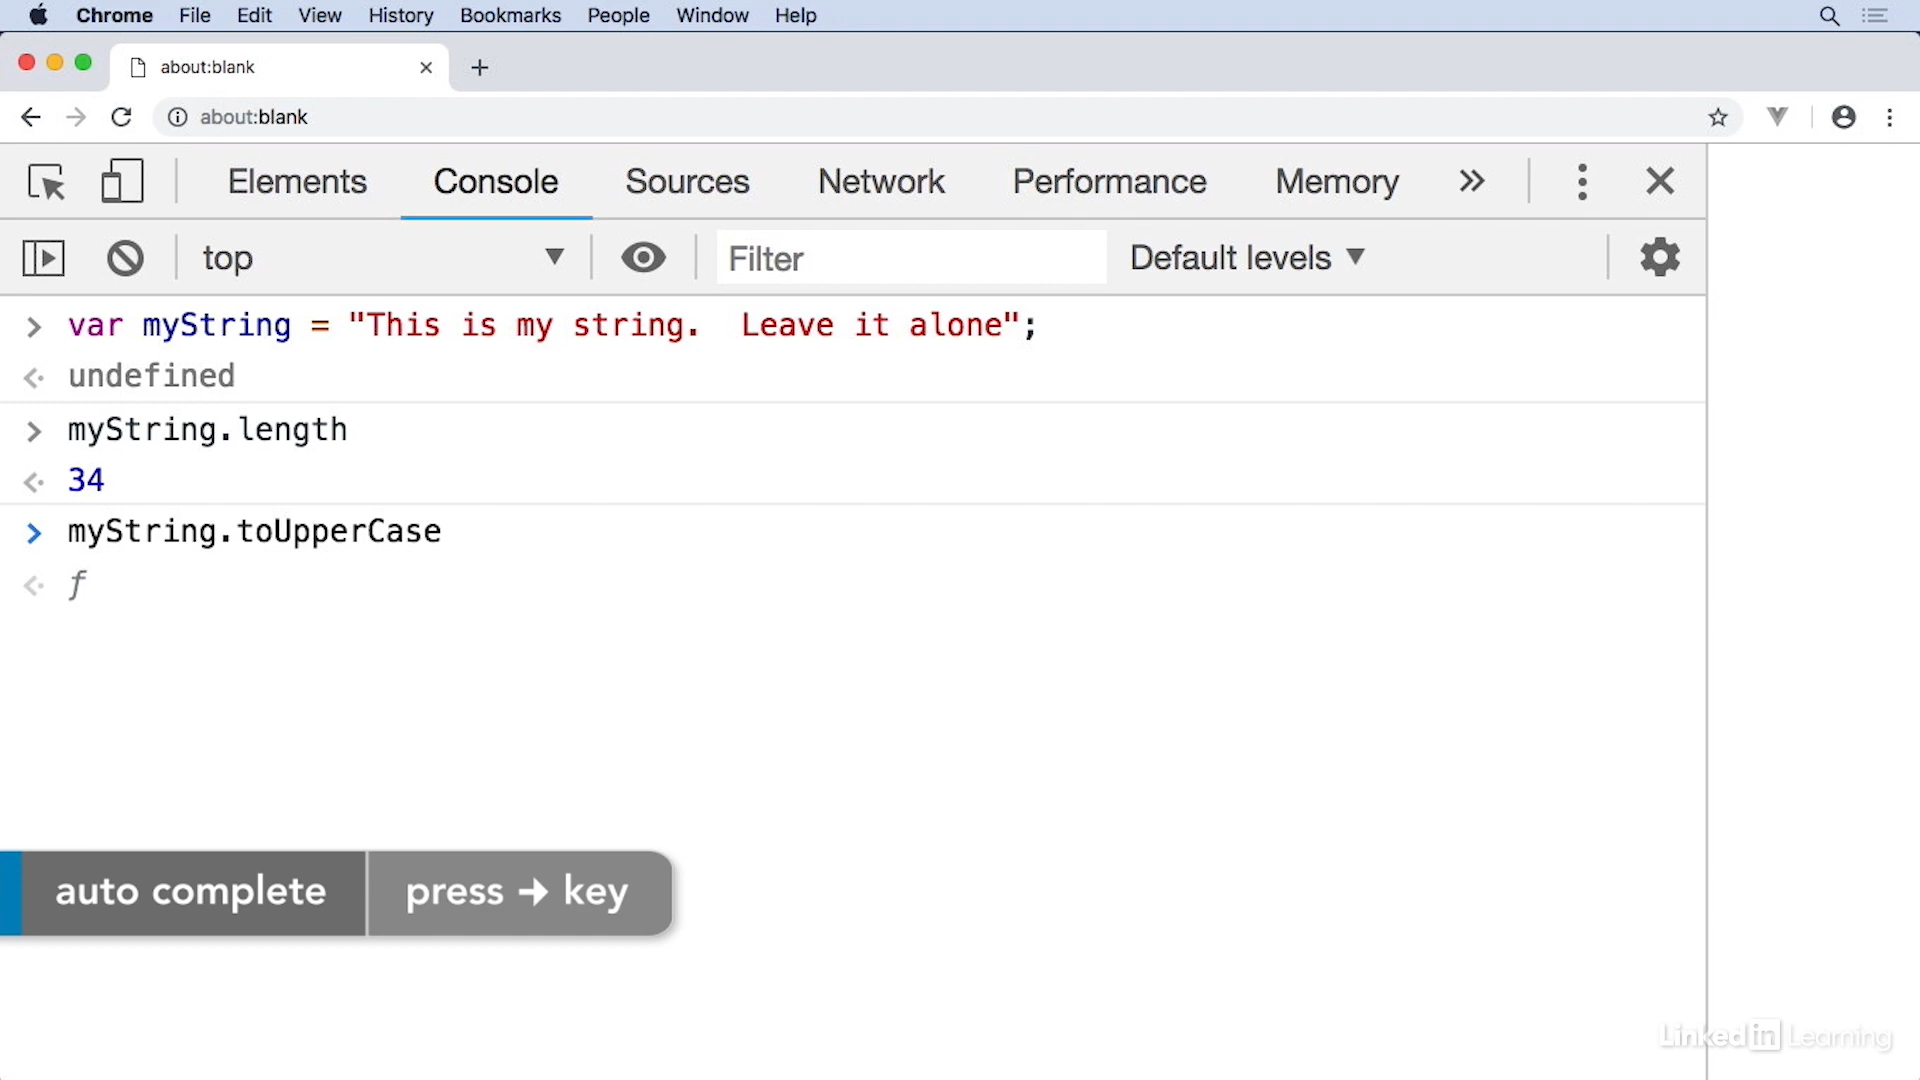 Chrome File Edit View History Bookmarks People Window Help
about:blank
about:blank
Elements Console Sources Network Performance Memory
top Filter Default levels
var myString = "This is my string.  Leave it alone";
undefined
myString.length
34
myString.toUpperCase
ƒ
auto complete press → key
Linked in Learning